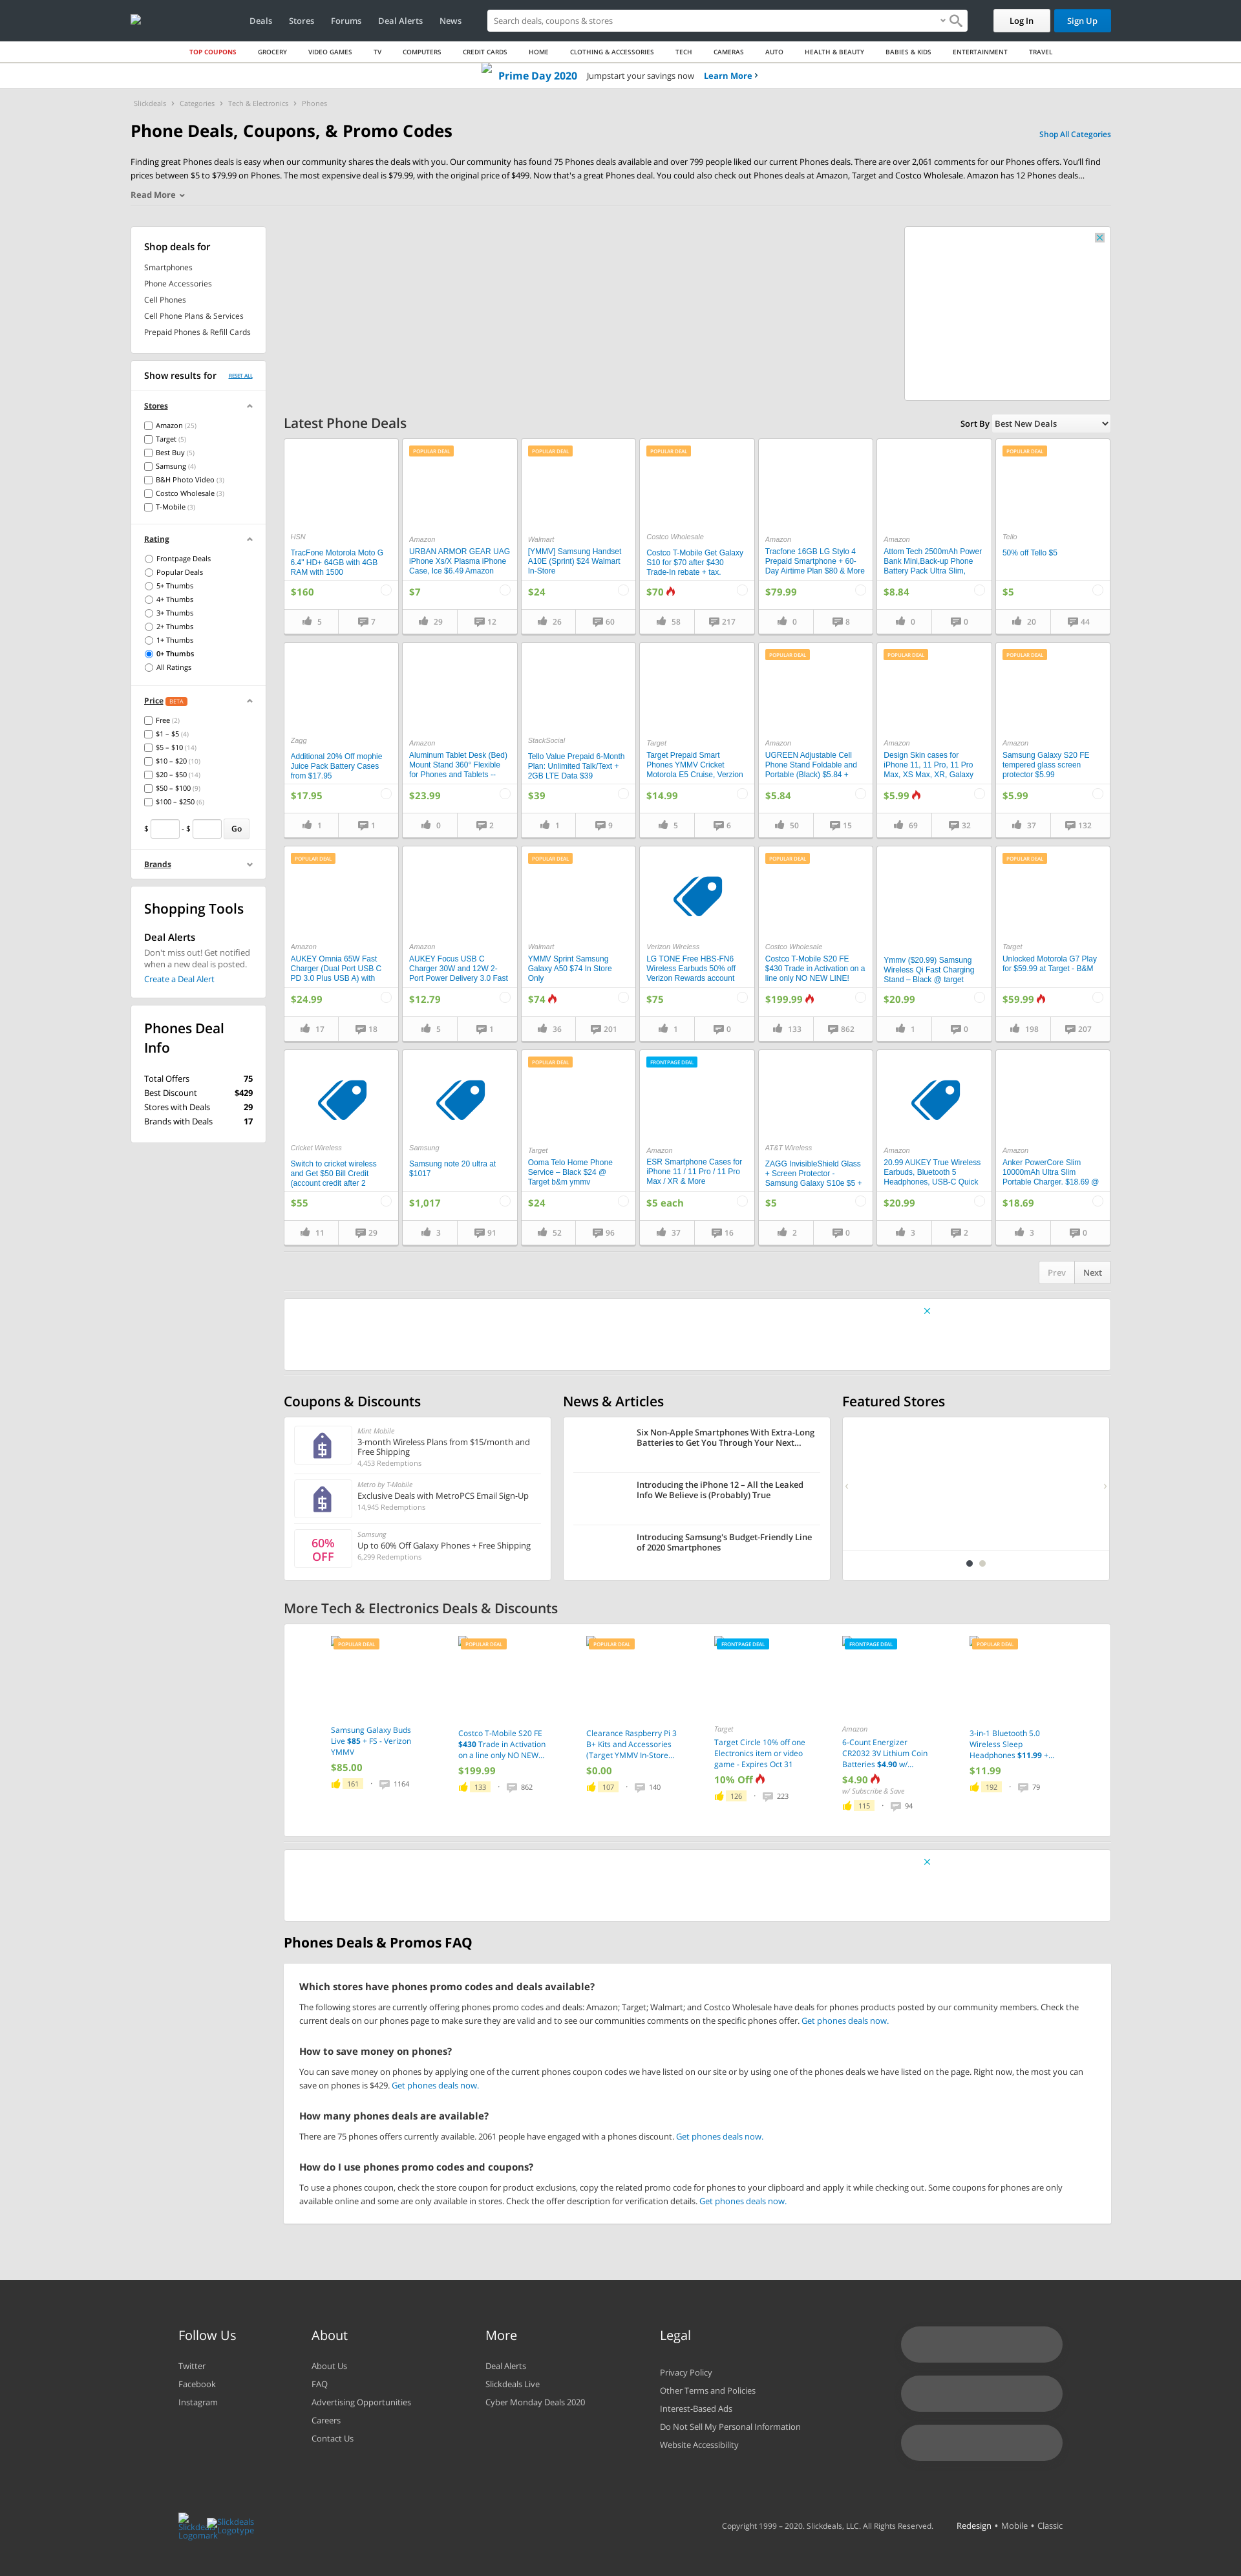 Deals Stores Forums Deal Alerts News Search deals, coupons & stores Log In Sign Up
TOP COUPONS GROCERY VIDEO GAMES TV COMPUTERS CREDIT CARDS HOME CLOTHING & ACCESSORIES TECH CAMERAS AUTO HEALTH & BEAUTY BABIES & KIDS ENTERTAINMENT TRAVEL
Prime Day 2020 Jumpstart your savings now Learn More ›
Slickdeals > Categories > Tech & Electronics > Phones
Phone Deals, Coupons, & Promo Codes
Shop All Categories
Finding great Phones deals is easy when our community shares the deals with you. Our community has found 75 Phones deals available and over 799 people liked our current Phones deals. There are over 2,061 comments for our Phones offers. You'll find
prices between $5 to $79.99 on Phones. The most expensive deal is $79.99, with the original price of $499. Now that's a great Phones deal. You could also check out Phones deals at Amazon, Target and Costco Wholesale. Amazon has 12 Phones deals...
Read More
Shop deals for
Smartphones
Phone Accessories
Cell Phones
Cell Phone Plans & Services
Prepaid Phones & Refill Cards
Show results for RESET ALL
Stores
Amazon (25)
Target (5)
Best Buy (5)
Samsung (4)
B&H Photo Video (3)
Costco Wholesale (3)
T-Mobile (3)
Rating
Frontpage Deals
Popular Deals
5+ Thumbs
4+ Thumbs
3+ Thumbs
2+ Thumbs
1+ Thumbs
0+ Thumbs
All Ratings
Price BETA
Free (2)
$1 – $5 (4)
$5 – $10 (14)
$10 – $20 (10)
$20 – $50 (14)
$50 – $100 (9)
$100 – $250 (6)
$ - $ Go
Brands
Shopping Tools
Deal Alerts
Don't miss out! Get notified
when a new deal is posted.
Create a Deal Alert
Phones Deal
Info
Total Offers 75
Best Discount $429
Stores with Deals 29
Brands with Deals 17
Latest Phone Deals
Sort By Best New Deals
HSN
TracFone Motorola Moto G
6.4" HD+ 64GB with 4GB
RAM with 1500
$160
5 7
POPULAR DEAL
Amazon
URBAN ARMOR GEAR UAG
iPhone Xs/X Plasma iPhone
Case, Ice $6.49 Amazon
$7
29 12
POPULAR DEAL
Walmart
[YMMV] Samsung Handset
A10E (Sprint) $24 Walmart
In-Store
$24
26 60
POPULAR DEAL
Costco Wholesale
Costco T-Mobile Get Galaxy
S10 for $70 after $430
Trade-In rebate + tax.
$70
58 217
Amazon
Tracfone 16GB LG Stylo 4
Prepaid Smartphone + 60-
Day Airtime Plan $80 & More
$79.99
0 8
Amazon
Attom Tech 2500mAh Power
Bank Mini,Back-up Phone
Battery Pack Ultra Slim,
$8.84
0 0
POPULAR DEAL
Tello
50% off Tello $5
$5
20 44
Zagg
Additional 20% Off mophie
Juice Pack Battery Cases
from $17.95
$17.95
1 1
Amazon
Aluminum Tablet Desk (Bed)
Mount Stand 360° Flexible
for Phones and Tablets --
$23.99
0 2
StackSocial
Tello Value Prepaid 6-Month
Plan: Unlimited Talk/Text +
2GB LTE Data $39
$39
1 9
Target
Target Prepaid Smart
Phones YMMV Cricket
Motorola E5 Cruise, Verzion
$14.99
5 6
POPULAR DEAL
Amazon
UGREEN Adjustable Cell
Phone Stand Foldable and
Portable (Black) $5.84 +
$5.84
50 15
POPULAR DEAL
Amazon
Design Skin cases for
iPhone 11, 11 Pro, 11 Pro
Max, XS Max, XR, Galaxy
$5.99
69 32
POPULAR DEAL
Amazon
Samsung Galaxy S20 FE
tempered glass screen
protector $5.99
$5.99
37 132
POPULAR DEAL
Amazon
AUKEY Omnia 65W Fast
Charger (Dual Port USB C
PD 3.0 Plus USB A) with
$24.99
17 18
Amazon
AUKEY Focus USB C
Charger 30W and 12W 2-
Port Power Delivery 3.0 Fast
$12.79
5 1
POPULAR DEAL
Walmart
YMMV Sprint Samsung
Galaxy A50 $74 In Store
Only
$74
36 201
Verizon Wireless
LG TONE Free HBS-FN6
Wireless Earbuds 50% off
Verizon Rewards account
$75
1 0
POPULAR DEAL
Costco Wholesale
Costco T-Mobile S20 FE
$430 Trade in Activation on a
line only NO NEW LINE!
$199.99
133 862
Ymmv ($20.99) Samsung
Wireless Qi Fast Charging
Stand – Black @ target
$20.99
1 0
POPULAR DEAL
Target
Unlocked Motorola G7 Play
for $59.99 at Target - B&M
$59.99
198 207
Cricket Wireless
Switch to cricket wireless
and Get $50 Bill Credit
(account credit after 2
$55
11 29
Samsung
Samsung note 20 ultra at
$1017
$1,017
3 91
POPULAR DEAL
Target
Ooma Telo Home Phone
Service – Black $24 @
Target b&m ymmv
$24
52 96
FRONTPAGE DEAL
Amazon
ESR Smartphone Cases for
iPhone 11 / 11 Pro / 11 Pro
Max / XR & More
$5 each
37 16
AT&T Wireless
ZAGG InvisibleShield Glass
+ Screen Protector -
Samsung Galaxy S10e $5 +
$5
2 0
Amazon
20.99 AUKEY True Wireless
Earbuds, Bluetooth 5
Headphones, USB-C Quick
$20.99
3 2
Amazon
Anker PowerCore Slim
10000mAh Ultra Slim
Portable Charger. $18.69 @
$18.69
3 0
Prev Next
Coupons & Discounts
Mint Mobile
3-month Wireless Plans from $15/month and
Free Shipping
4,453 Redemptions
Metro by T-Mobile
Exclusive Deals with MetroPCS Email Sign-Up
14,945 Redemptions
60%
OFF
Samsung
Up to 60% Off Galaxy Phones + Free Shipping
6,299 Redemptions
News & Articles
Six Non-Apple Smartphones With Extra-Long
Batteries to Get You Through Your Next...
Introducing the iPhone 12 – All the Leaked
Info We Believe is (Probably) True
Introducing Samsung's Budget-Friendly Line
of 2020 Smartphones
Featured Stores
More Tech & Electronics Deals & Discounts
POPULAR DEAL
Samsung Galaxy Buds
Live $85 + FS - Verizon
YMMV
$85.00
161 · 1164
POPULAR DEAL
Costco T-Mobile S20 FE
$430 Trade in Activation
on a line only NO NEW...
$199.99
133 · 862
POPULAR DEAL
Clearance Raspberry Pi 3
B+ Kits and Accessories
(Target YMMV In-Store...
$0.00
107 · 140
FRONTPAGE DEAL
Target
Target Circle 10% off one
Electronics item or video
game - Expires Oct 31
10% Off
126 · 223
FRONTPAGE DEAL
Amazon
6-Count Energizer
CR2032 3V Lithium Coin
Batteries $4.90 w/...
$4.90
w/ Subscribe & Save
115 · 94
POPULAR DEAL
3-in-1 Bluetooth 5.0
Wireless Sleep
Headphones $11.99 +...
$11.99
192 · 79
Phones Deals & Promos FAQ
Which stores have phones promo codes and deals available?
The following stores are currently offering phones promo codes and deals: Amazon; Target; Walmart; and Costco Wholesale have deals for phones products posted by our community members. Check the
current deals on our phones page to make sure they are valid and to see our communities comments on the specific phones offer. Get phones deals now.
How to save money on phones?
You can save money on phones by applying one of the current phones coupon codes we have listed on our site or by using one of the phones deals we have listed on the page. Right now, the most you can
save on phones is $429. Get phones deals now.
How many phones deals are available?
There are 75 phones offers currently available. 2061 people have engaged with a phones discount. Get phones deals now.
How do I use phones promo codes and coupons?
To use a phones coupon, check the store coupon for product exclusions, copy the related promo code for phones to your clipboard and apply it while checking out. Some coupons for phones are only
available online and some are only available in stores. Check the offer description for verification details. Get phones deals now.
Follow Us
Twitter
Facebook
Instagram
About
About Us
FAQ
Advertising Opportunities
Careers
Contact Us
More
Deal Alerts
Slickdeals Live
Cyber Monday Deals 2020
Legal
Privacy Policy
Other Terms and Policies
Interest-Based Ads
Do Not Sell My Personal Information
Website Accessibility
Slickdeals
Logomark
Slickdeals
Logotype
Copyright 1999 – 2020. Slickdeals, LLC. All Rights Reserved. Redesign • Mobile • Classic